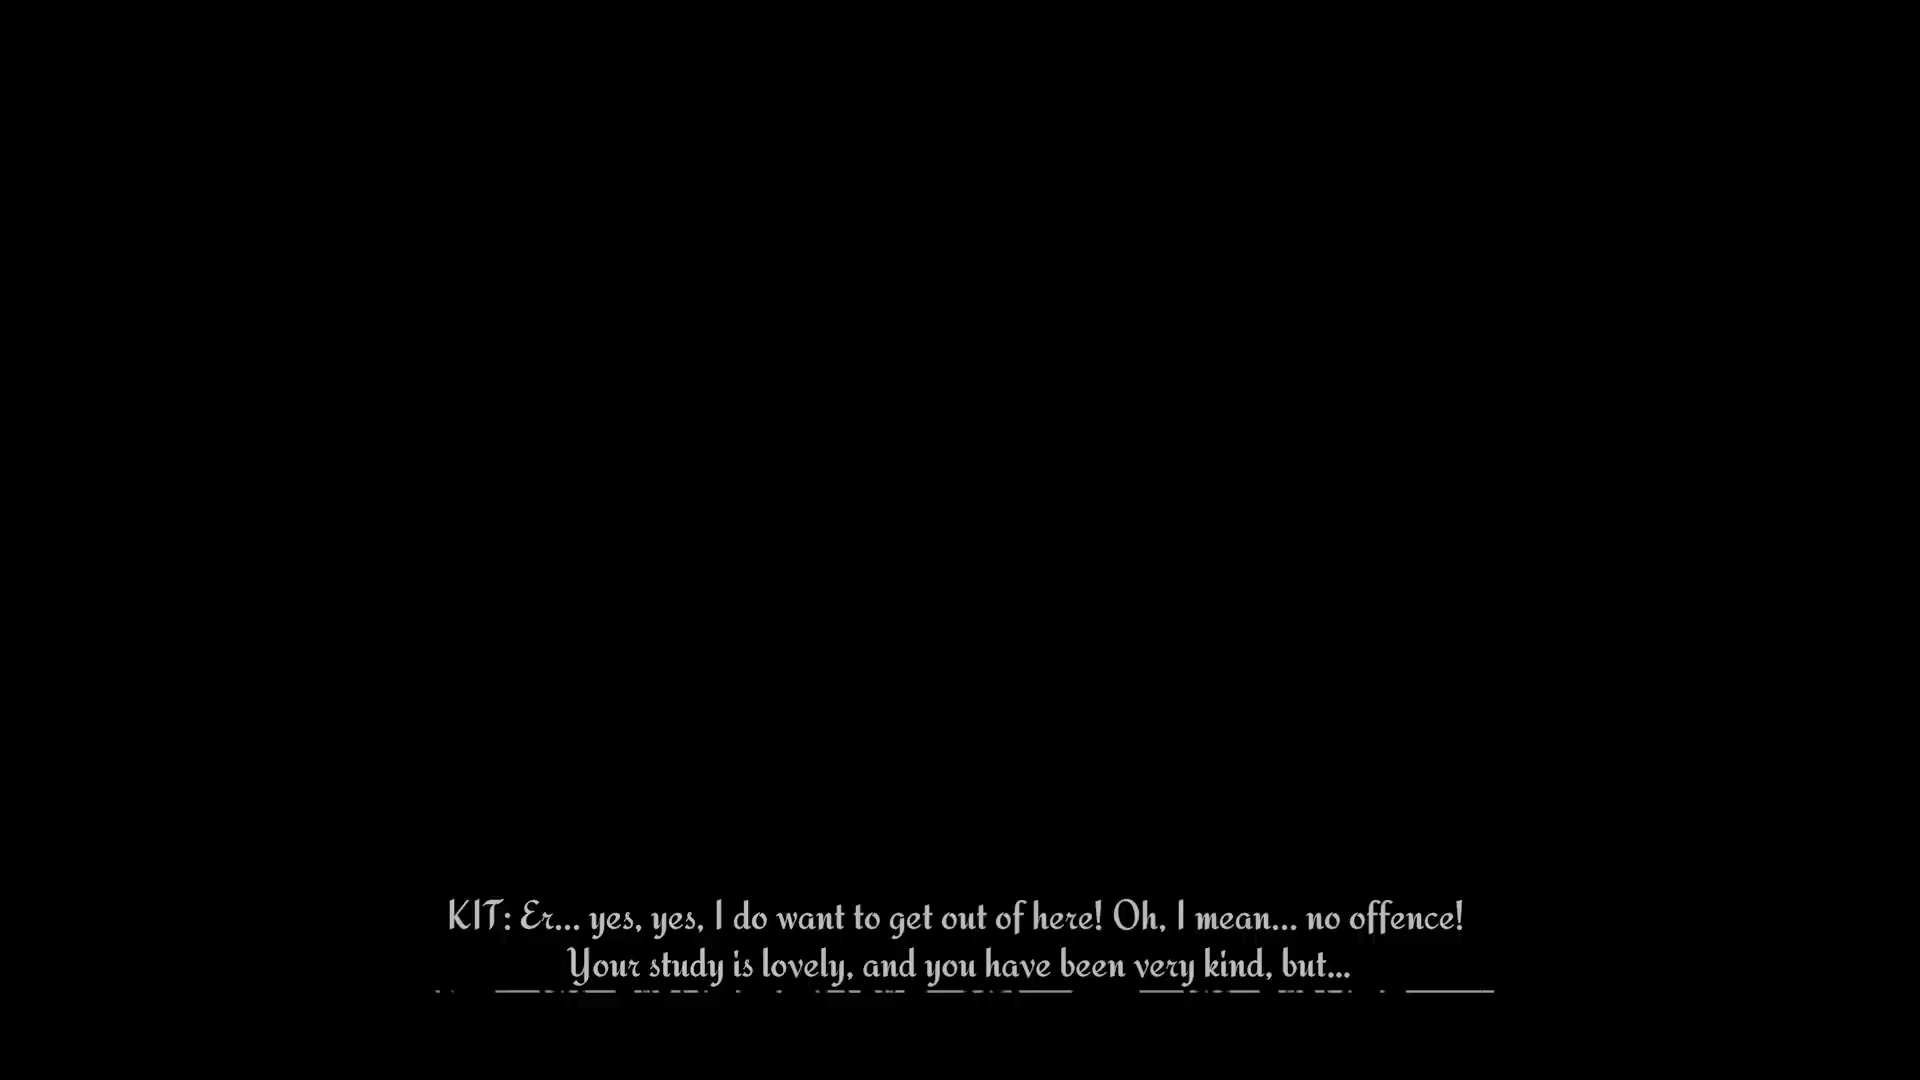 KIT: Er... yes, yes, I do want to get out of here! Oh, I mean... no offence!
Your study is lovely, and you have been very kind, but...